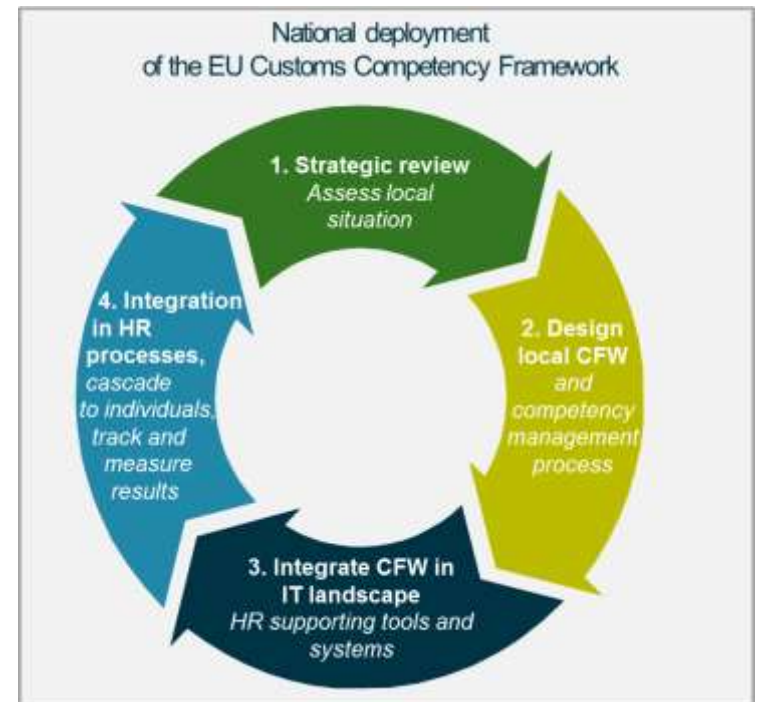 National deployment
of the EU Customs Competency Framework
1. Strategic review
Assess local
situation
2. Design
local CFW
and
competency
management
process
3. Integrate CFW in
IT landscape
HR supporting tools and
systems
4. Integration
in HR
processes,
cascade
to individuals,
track and
measure
results